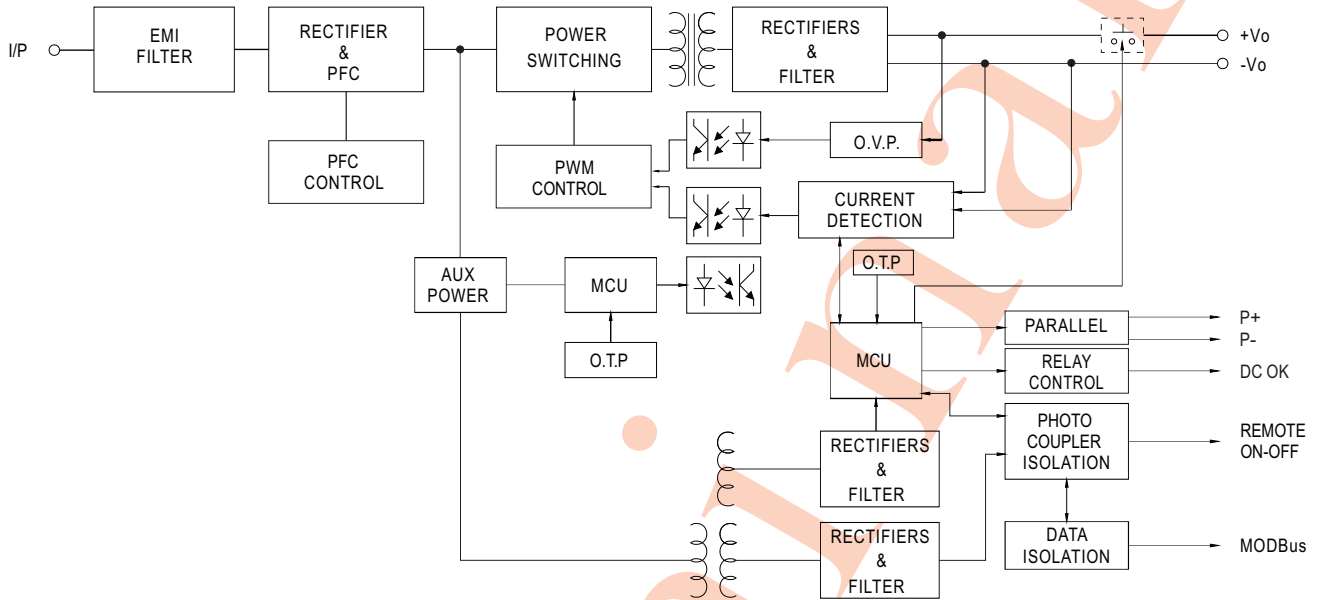 I/P
EMI
FILTER
RECTIFIER
&
PFC
POWER
SWITCHING
RECTIFIERS
&
FILTER
+Vo
-Vo
PFC
CONTROL
PWM
CONTROL
O.V.P.
CURRENT
DETECTION
AUX
POWER
MCU
O.T.P
O.T.P
MCU
PARALLEL
P+
P-
RELAY
CONTROL
DC OK
PHOTO
COUPLER
ISOLATION
REMOTE
ON-OFF
RECTIFIERS
&
FILTER
RECTIFIERS
&
FILTER
DATA
ISOLATION
MODBus